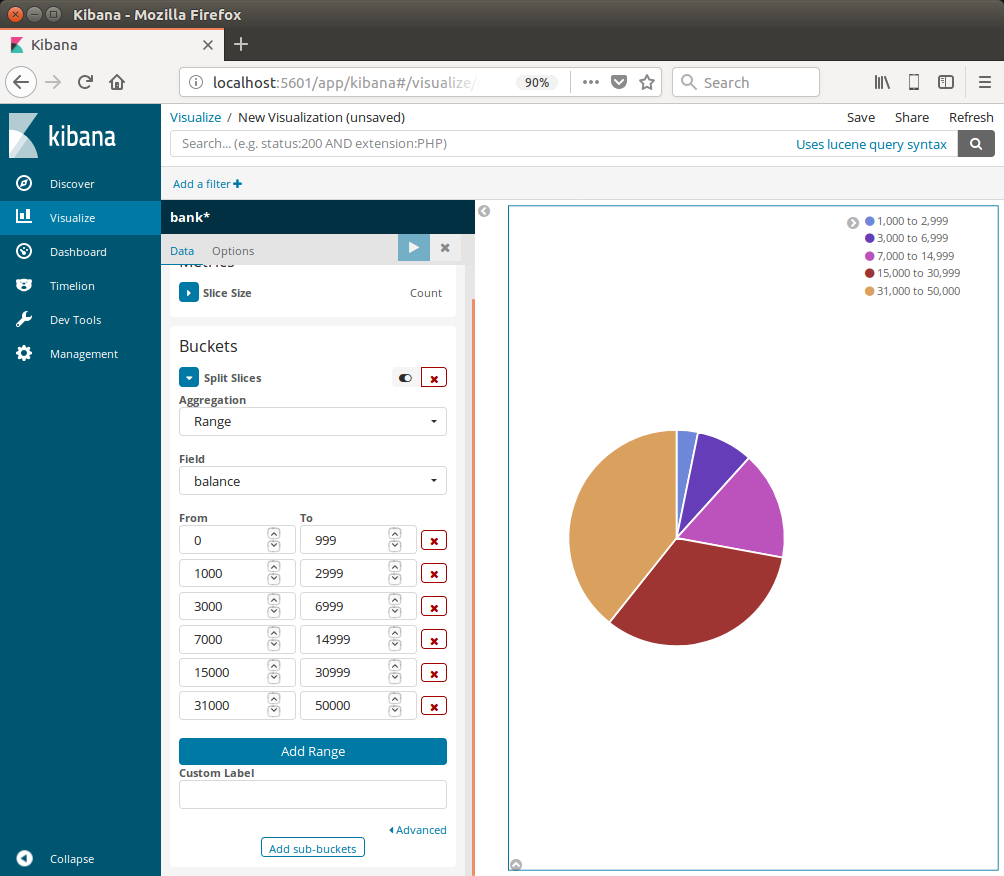 Kibana - Mozilla Firefox
Kibana
localhost:5601/app/kibana#/visualize/
90%
Search
kibana
Visualize / New Visualization (unsaved)
Save Share Refresh
Search... (e.g. status:200 AND extension:PHP)
Uses lucene query syntax
Add a filter
Discover
Visualize
Dashboard
Timelion
Dev Tools
Management
Collapse
bank*
Data Options
Metrics
Slice Size Count
Buckets
Split Slices
Aggregation
Range
Field
balance
From To
0 999
1000 2999
3000 6999
7000 14999
15000 30999
31000 50000
Add Range
Custom Label
Advanced
Add sub-buckets
1,000 to 2,999
3,000 to 6,999
7,000 to 14,999
15,000 to 30,999
31,000 to 50,000